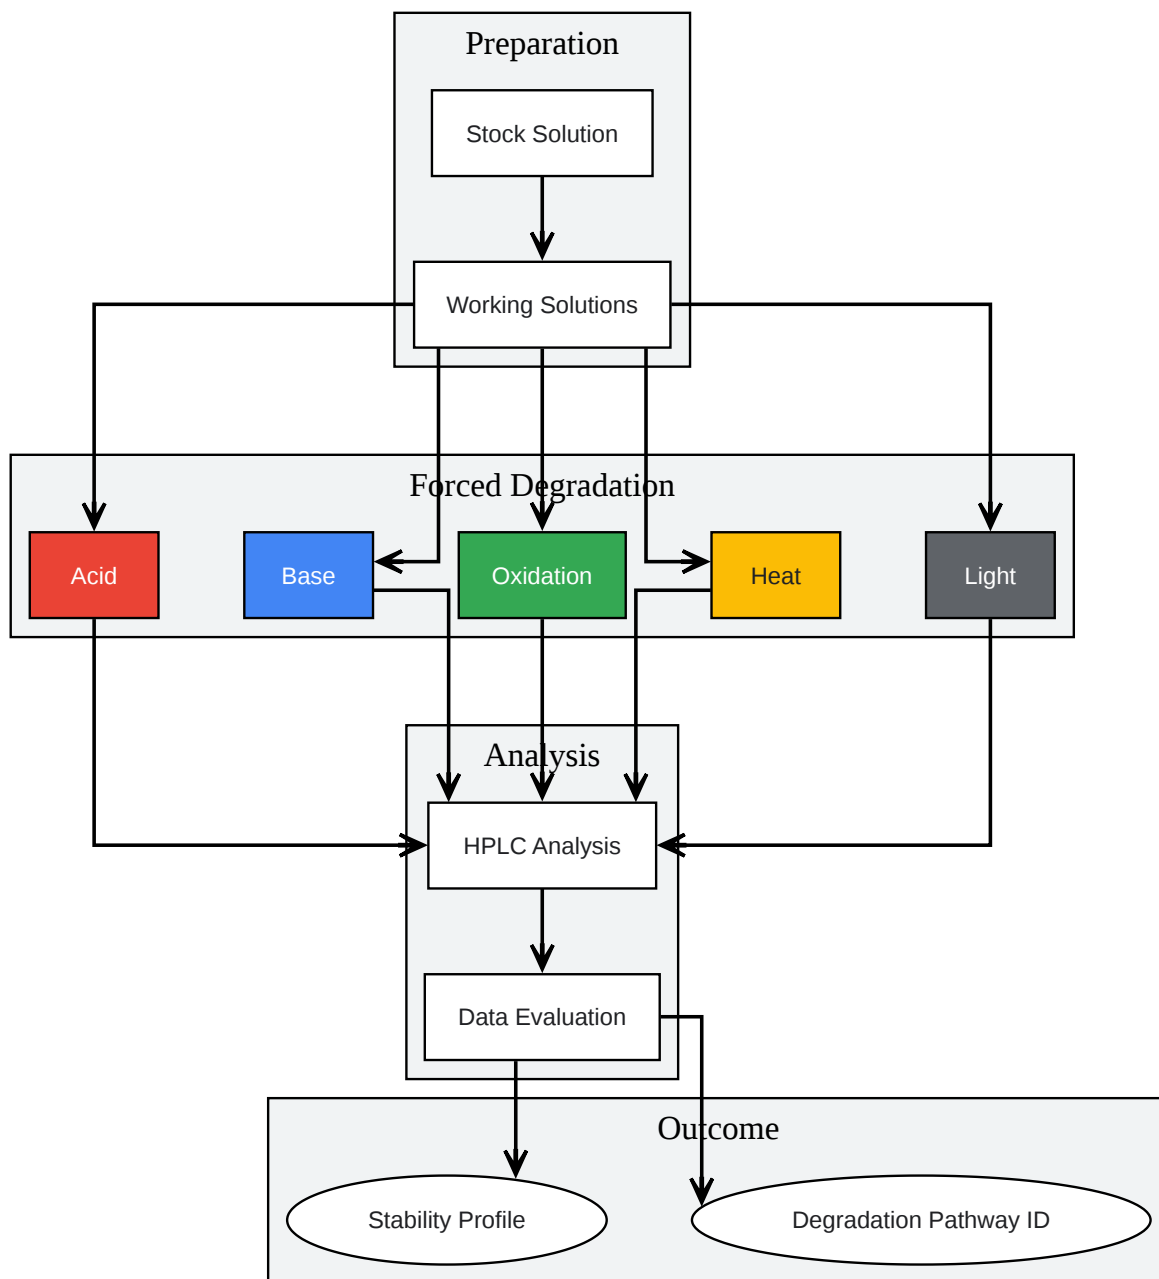 Preparation
Stock Solution
Working Solutions
Forced Degradation
Acid
Base
Oxidation
Heat
Light
Analysis
HPLC Analysis
Data Evaluation
Outcome
Stability Profile
Degradation Pathway ID